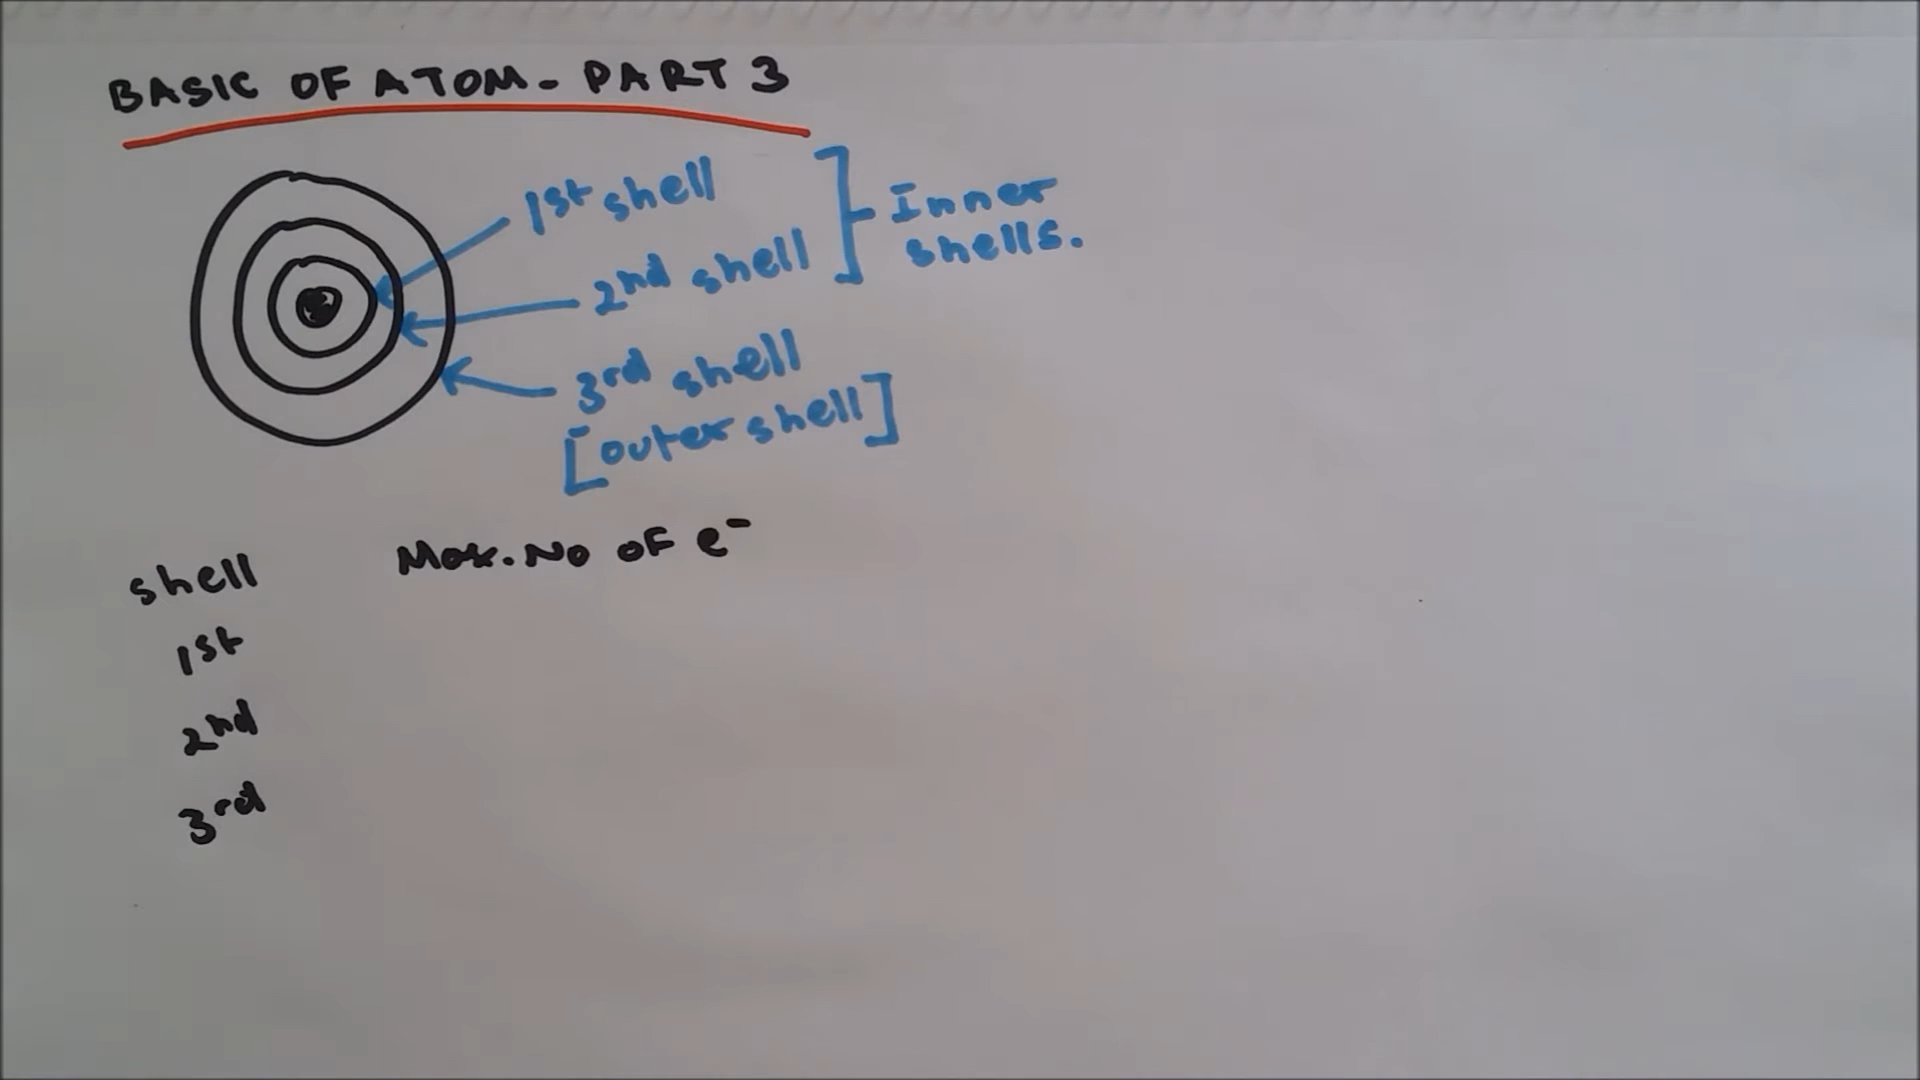 BASIC OF ATOM - PART 3
1st shell
2nd shell
] Inner
shells.
3rd shell
[outer shell]
shell Max. No OF e⁻
1st
2nd
3rd